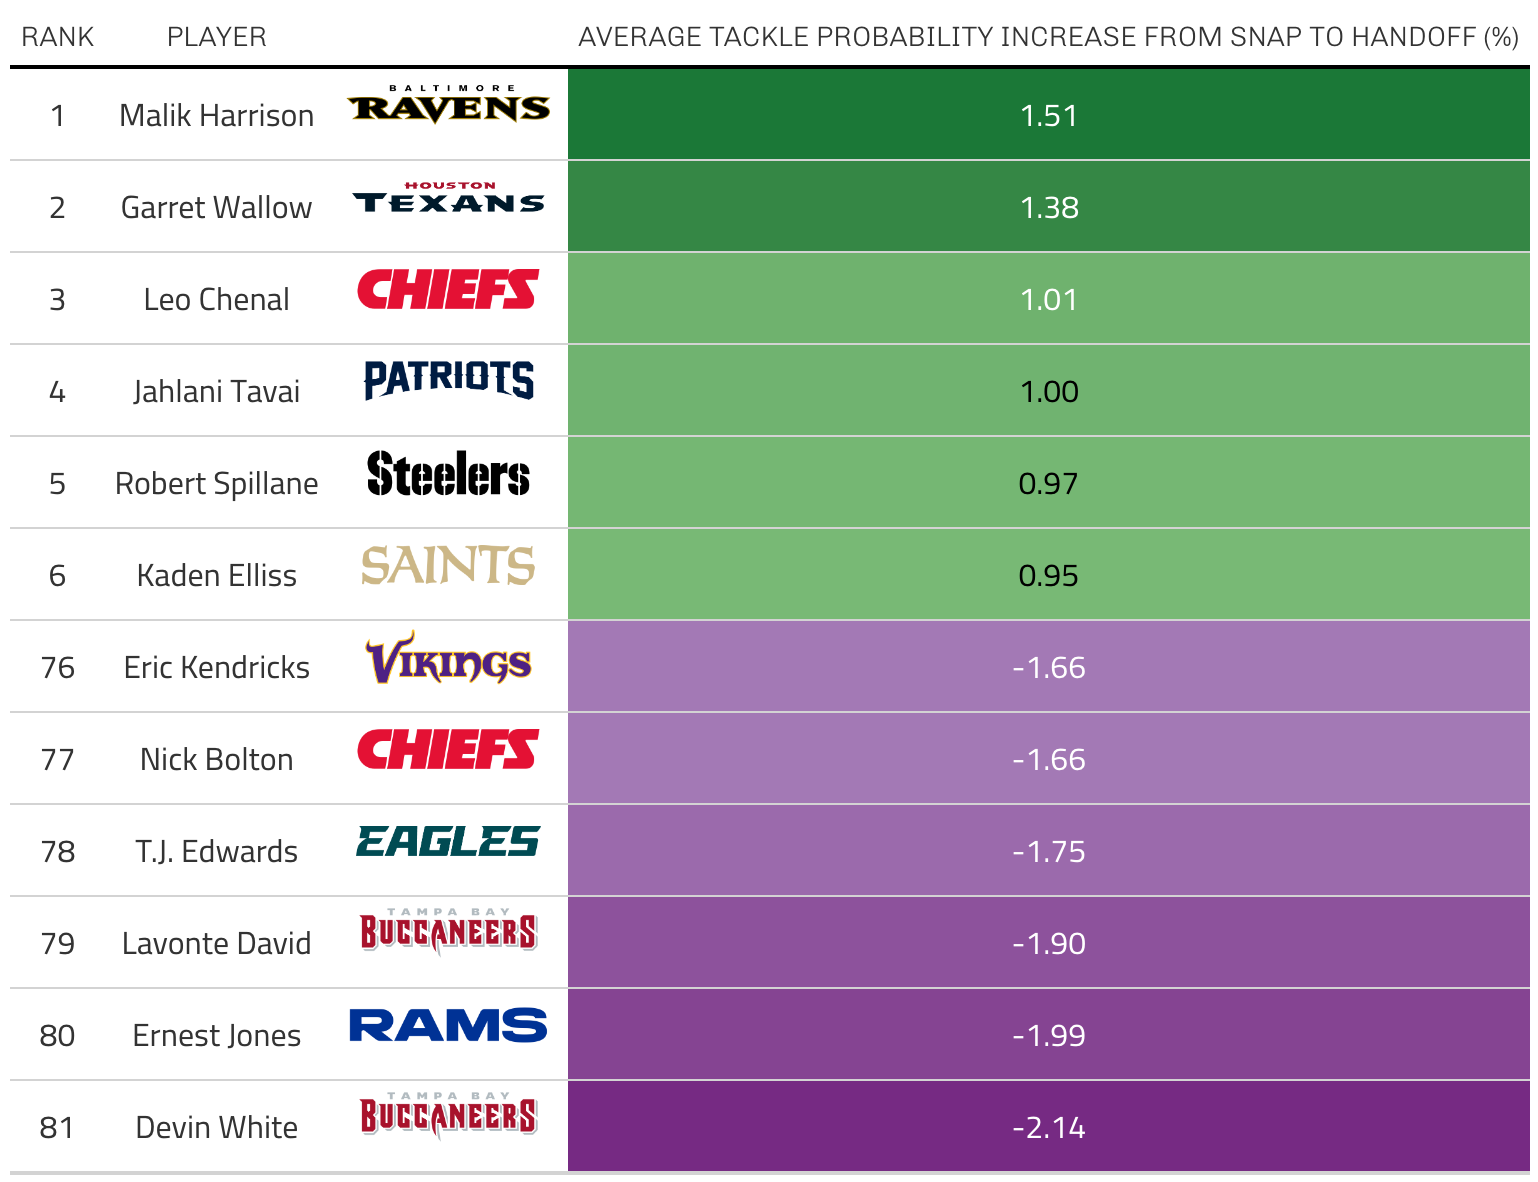 RANK PLAYER AVERAGE TACKLE PROBABILITY INCREASE FROM SNAP TO HANDOFF (%)
1 Malik Harrison BALTIMORE RAVENS 1.51
2 Garret Wallow HOUSTON TEXANS 1.38
3 Leo Chenal CHIEFS 1.01
4 Jahlani Tavai PATRIOTS 1.00
5 Robert Spillane Steelers 0.97
6 Kaden Elliss SAINTS 0.95
76 Eric Kendricks VIKINGS -1.66
77 Nick Bolton CHIEFS -1.66
78 T.J. Edwards EAGLES -1.75
79 Lavonte David TAMPA BAY BUCCANEERS -1.90
80 Ernest Jones RAMS -1.99
81 Devin White TAMPA BAY BUCCANEERS -2.14